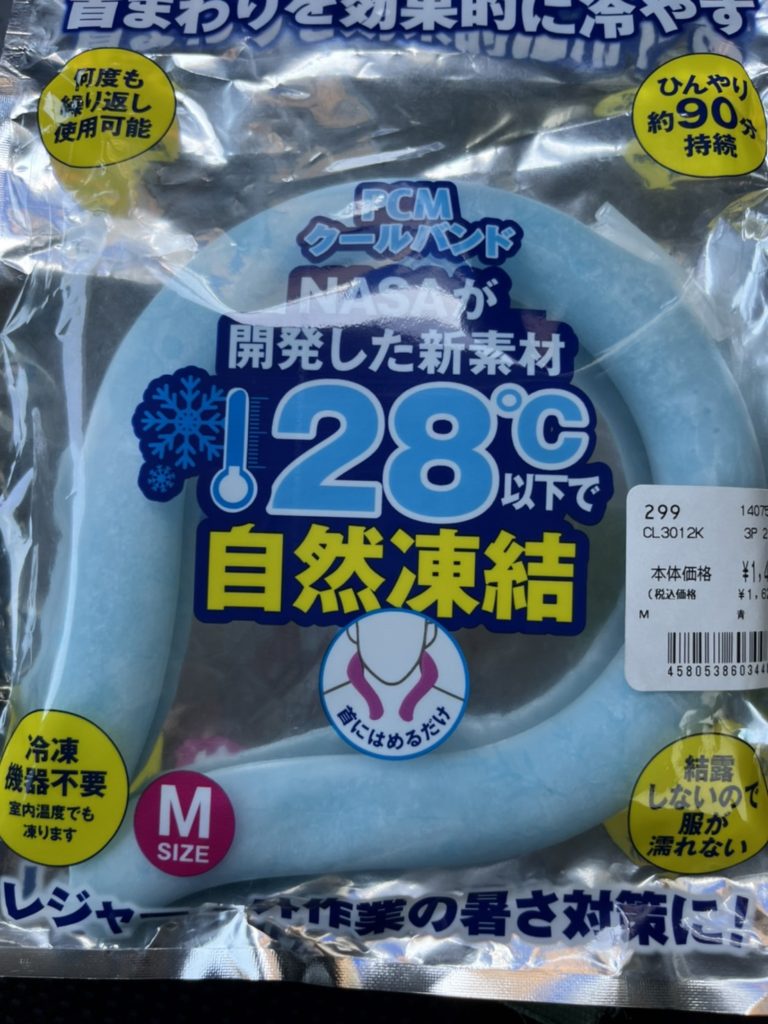 首まわりを効果的に冷やす
何度も
繰り返し
使用可能
ひんやり
約90分
持続
PCM
クールバンド
NASAが
開発した新素材
28℃
以下で
自然凍結
299
CL3012K 3P
本体価格
(税込価格
M 青
首にはめるだけ
冷凍
機器不要
室内温度でも
凍ります
M
SIZE
結露
しないので
服が
濡れない
レジャー 作業の暑さ対策に!